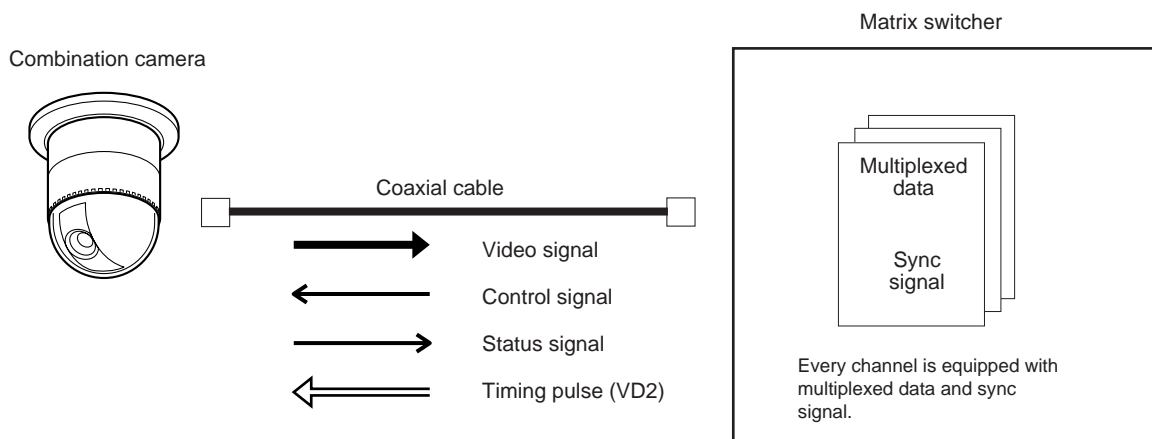 Matrix switcher
Combination camera
Coaxial cable
Video signal
Control signal
Status signal
Timing pulse (VD2)
Multiplexed
data
Sync
signal
Every channel is equipped with
multiplexed data and sync
signal.